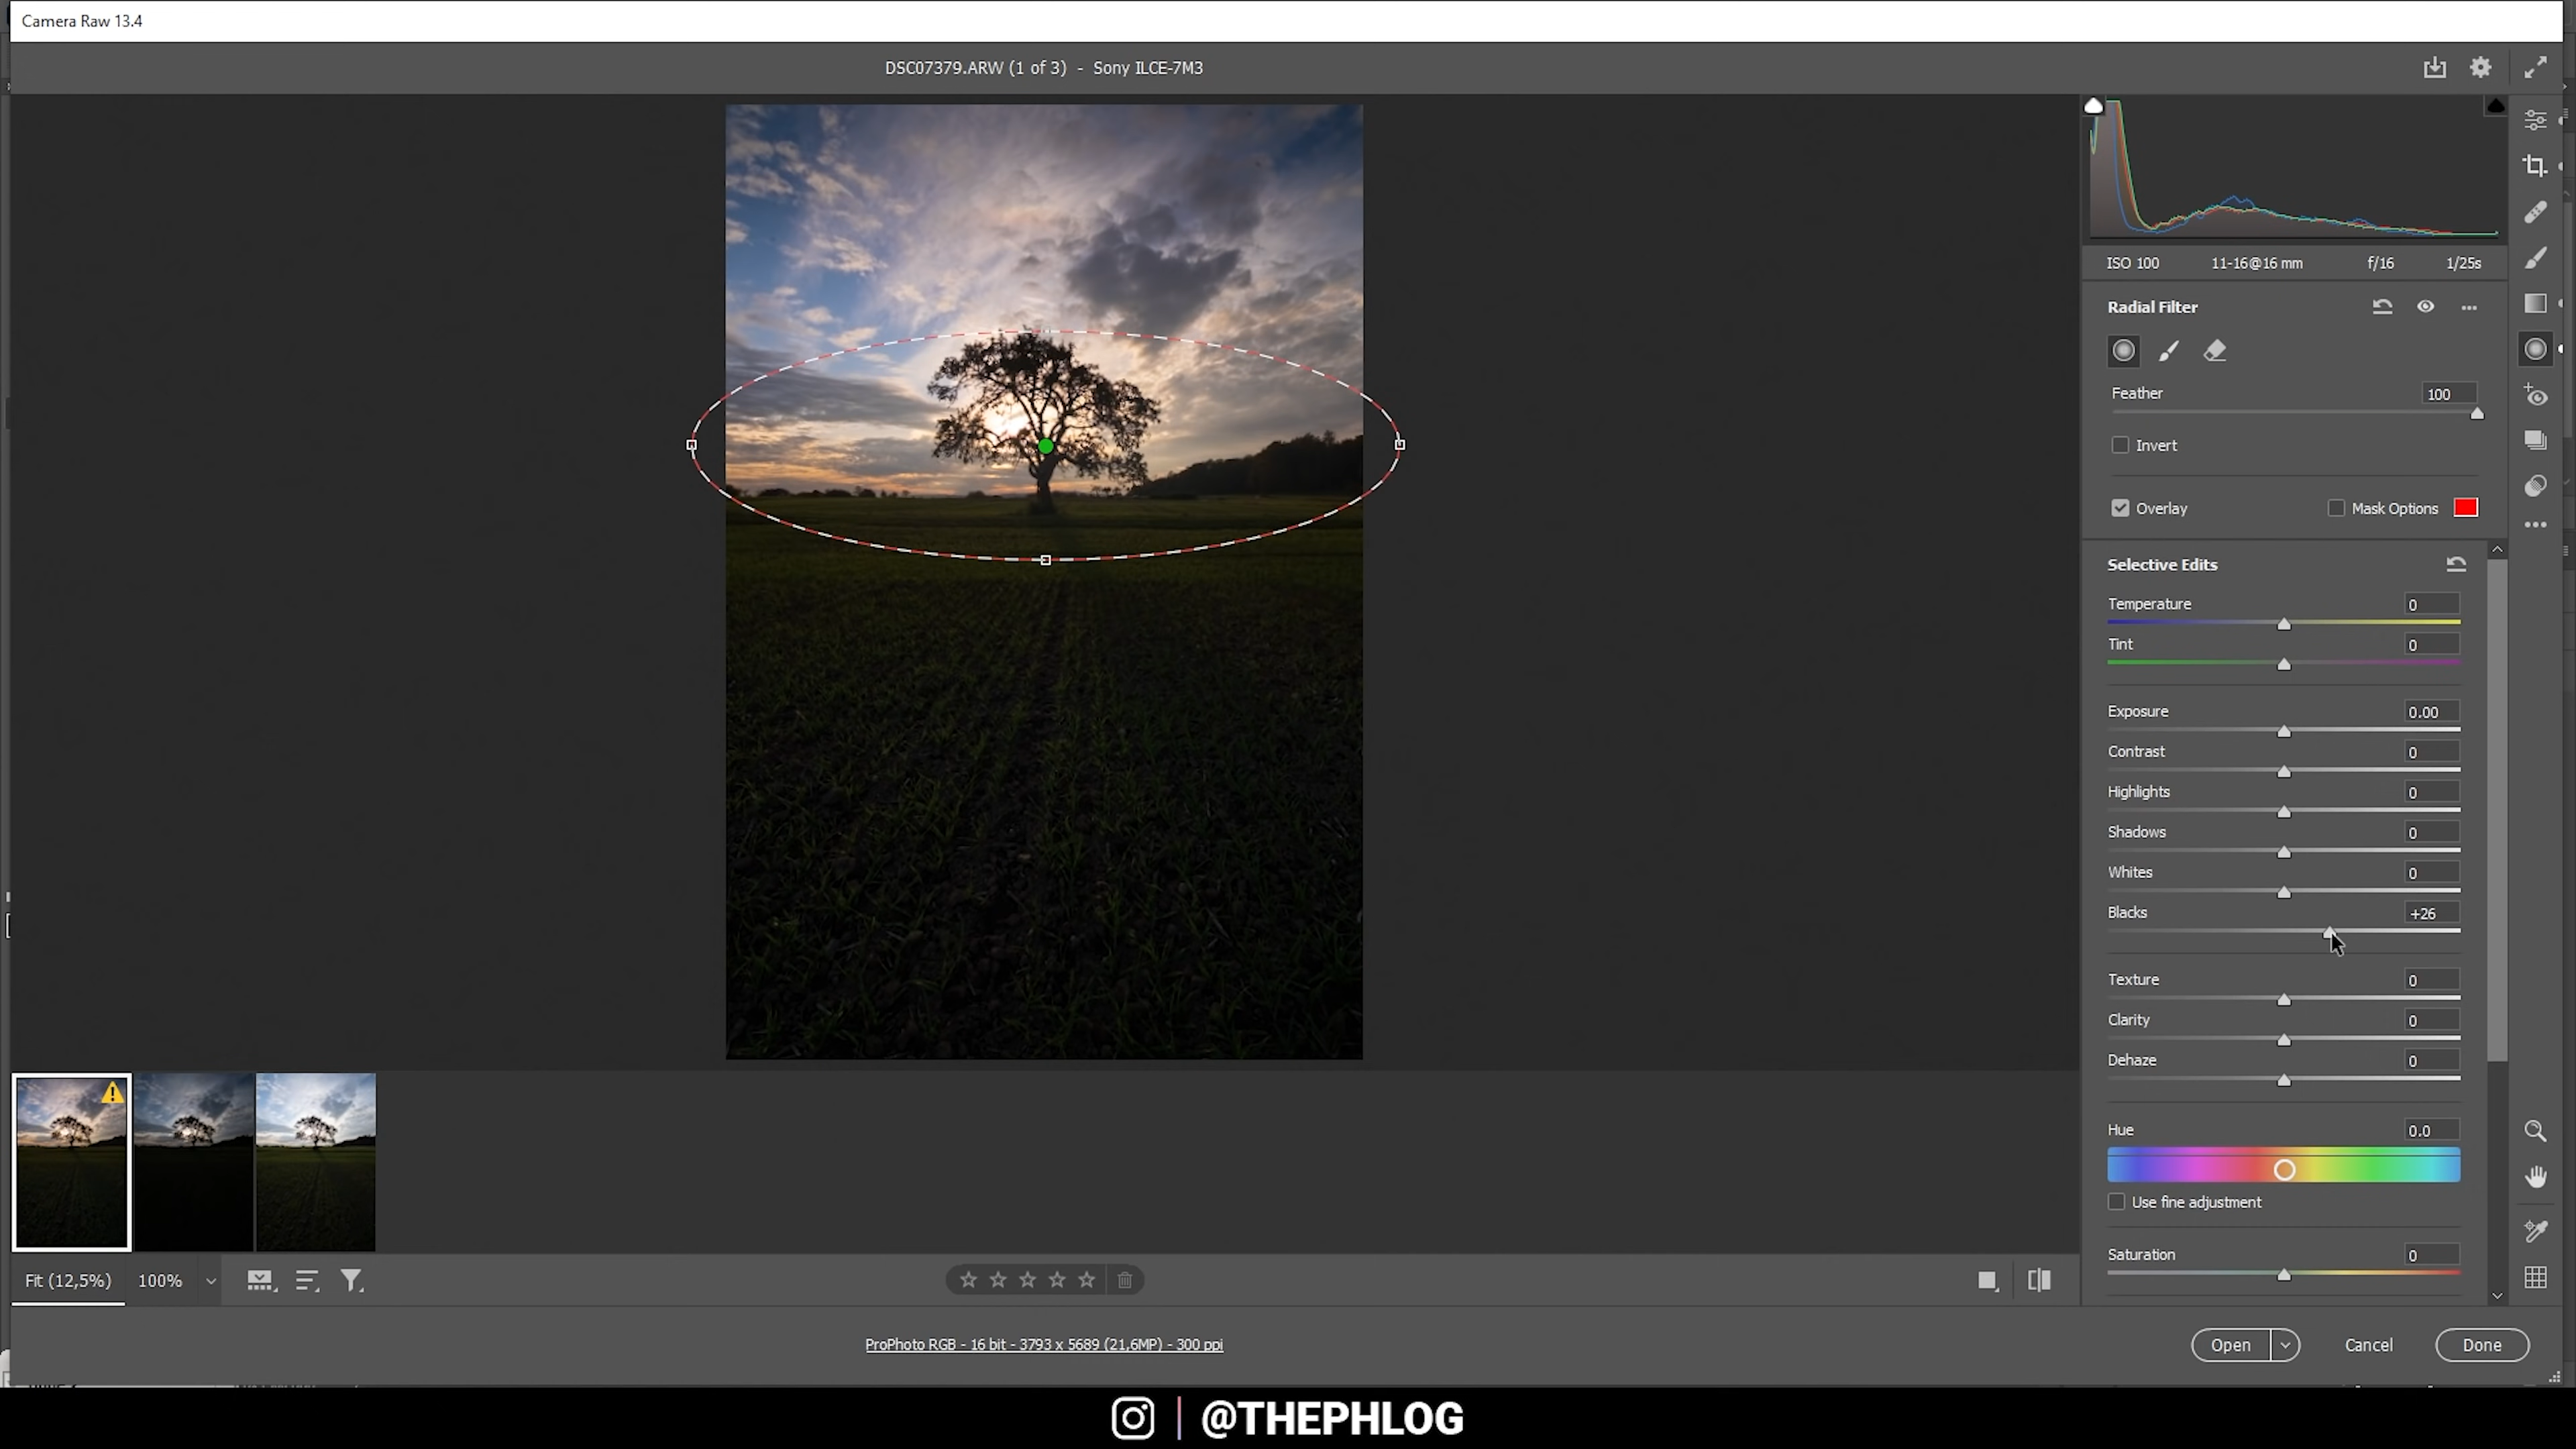 Camera Raw 13.4
DSC07379.ARW (1 of 3) - Sony ILCE-7M3
ISO 100 11-16@16 mm f/16 1/25s
Radial Filter
Feather 100
Invert
Overlay Mask Options
Selective Edits
Temperature 0
Tint 0
Exposure 0.00
Contrast 0
Highlights 0
Shadows 0
Whites 0
Blacks +26
Texture 0
Clarity 0
Dehaze 0
Hue 0.0
Use fine adjustment
Saturation 0
Fit (12,5%) 100%
ProPhoto RGB - 16 bit - 3793 x 5689 (21,6MP) - 300 ppi
Open Cancel Done
@THEPHLOG